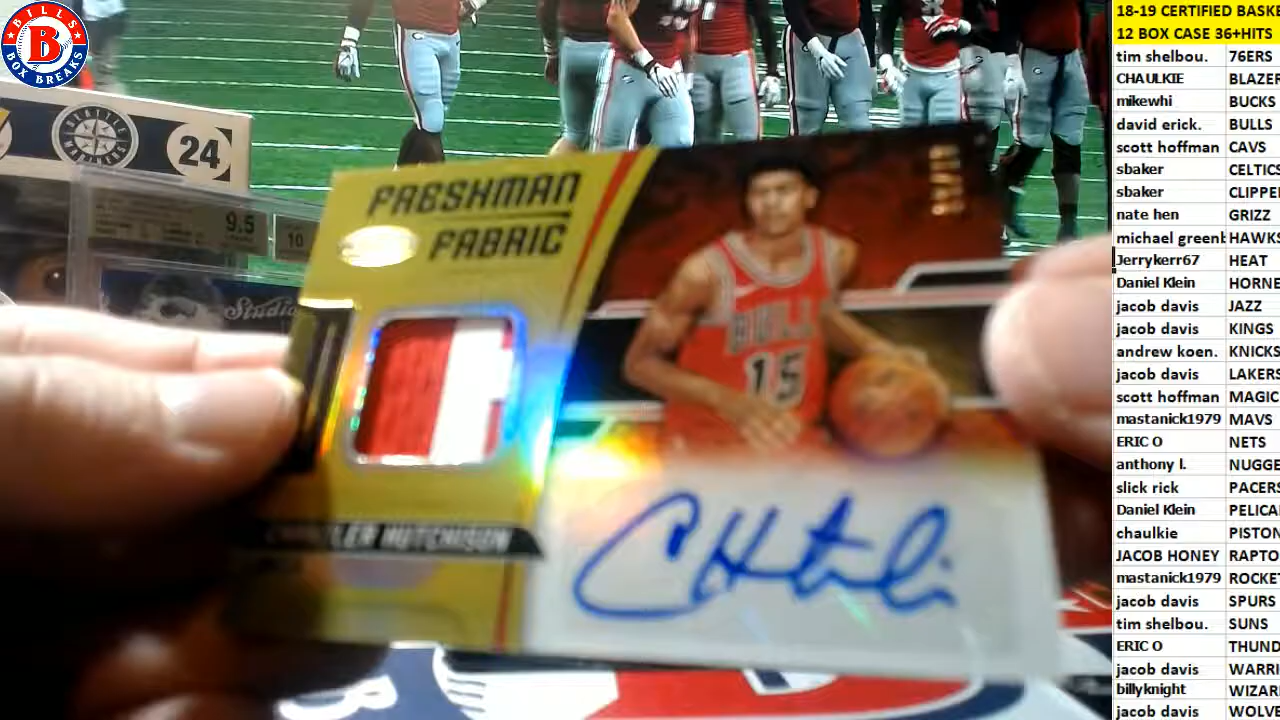 BILLS
B
BOX BREAKS
24
9.5
10
Studio
FRESHMAN
FABRIC
BULL
15
CHANDLER HUTCHISON
C Hutchi
18-19 CERTIFIED BASKE
12 BOX CASE 36+HITS
tim shelbou. 76ERS
CHAULKIE BLAZER
mikewhi BUCKS
david erick. BULLS
scott hoffman CAVS
sbaker CELTICS
sbaker CLIPPE
nate hen GRIZZ
michael greenb HAWKS
Jerrykerr67 HEAT
Daniel Klein HORNE
jacob davis JAZZ
jacob davis KINGS
andrew koen. KNICKS
jacob davis LAKERS
scott hoffman MAGIC
mastanick1979 MAVS
ERIC O NETS
anthony l. NUGGE
slick rick PACERS
Daniel Klein PELICA
chaulkie PISTON
JACOB HONEY RAPTO
mastanick1979 ROCKET
jacob davis SPURS
tim shelbou. SUNS
ERIC O THUND
jacob davis WARRI
billyknight WIZAR
jacob davis WOLVE